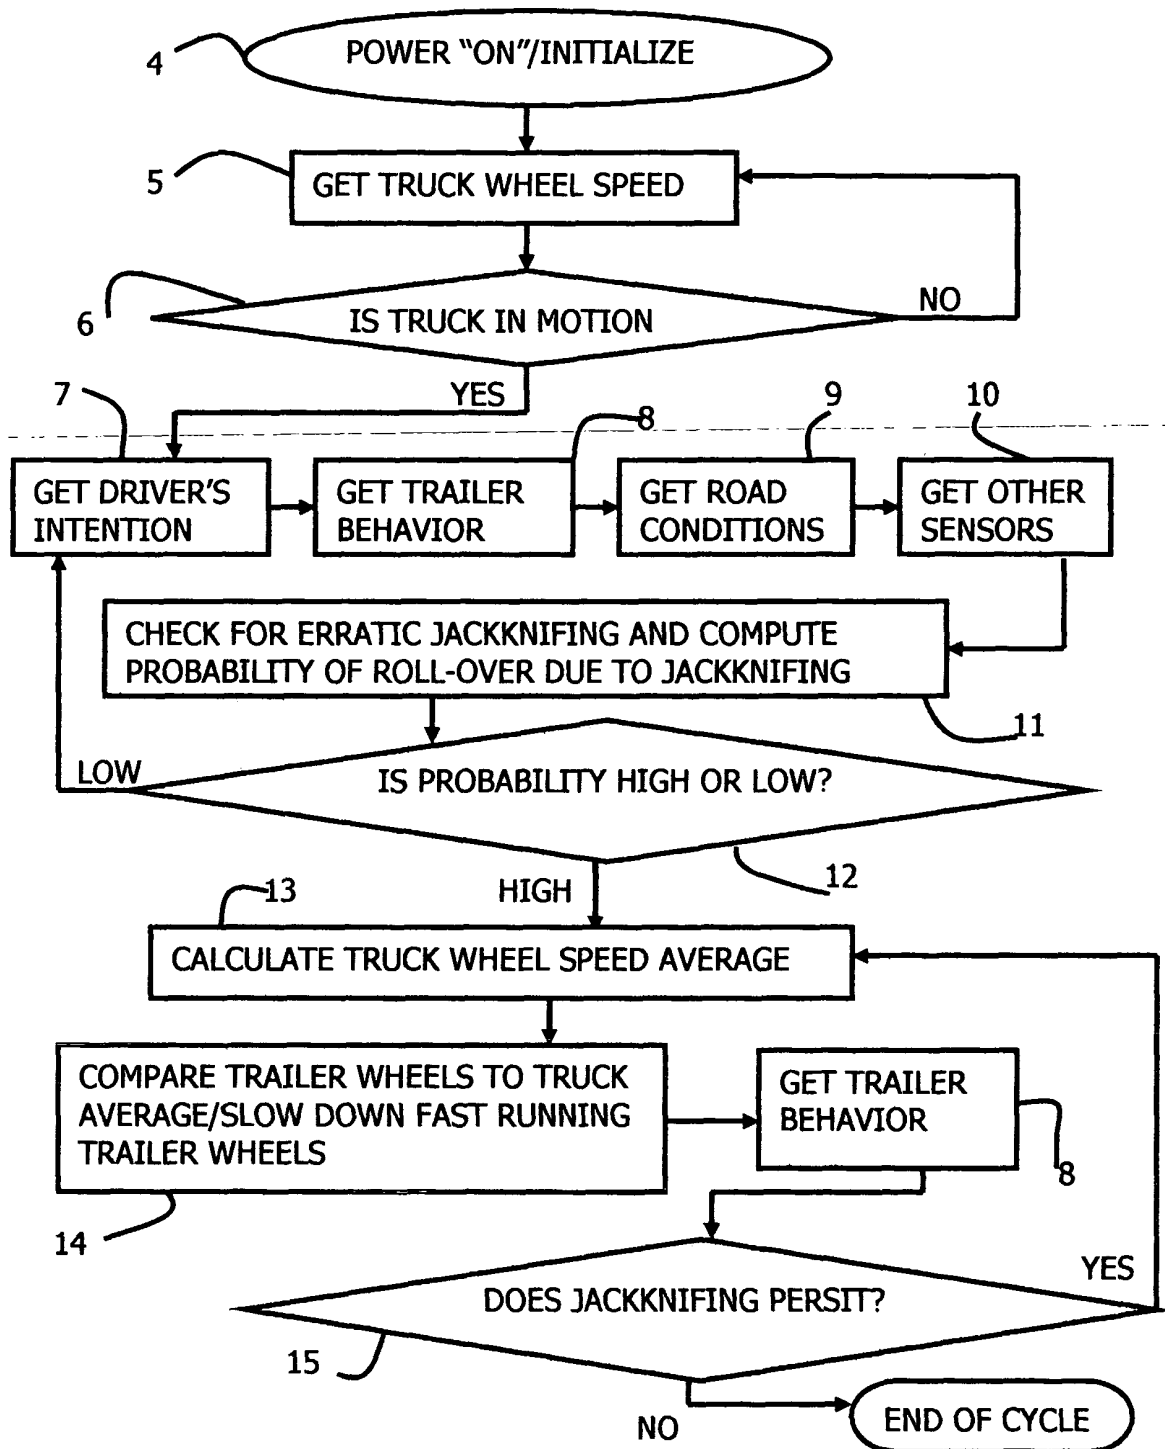 4
POWER “ON”/INITIALIZE
5
GET TRUCK WHEEL SPEED
6
IS TRUCK IN MOTION
NO
YES
7
8
9
10
GET DRIVER'S
INTENTION
GET TRAILER
BEHAVIOR
GET ROAD
CONDITIONS
GET OTHER
SENSORS
CHECK FOR ERRATIC JACKKNIFING AND COMPUTE
PROBABILITY OF ROLL-OVER DUE TO JACKKNIFING
11
LOW
IS PROBABILITY HIGH OR LOW?
12
HIGH
13
CALCULATE TRUCK WHEEL SPEED AVERAGE
COMPARE TRAILER WHEELS TO TRUCK
AVERAGE/SLOW DOWN FAST RUNNING
TRAILER WHEELS
14
GET TRAILER
BEHAVIOR
8
YES
DOES JACKKNIFING PERSIT?
15
NO
END OF CYCLE